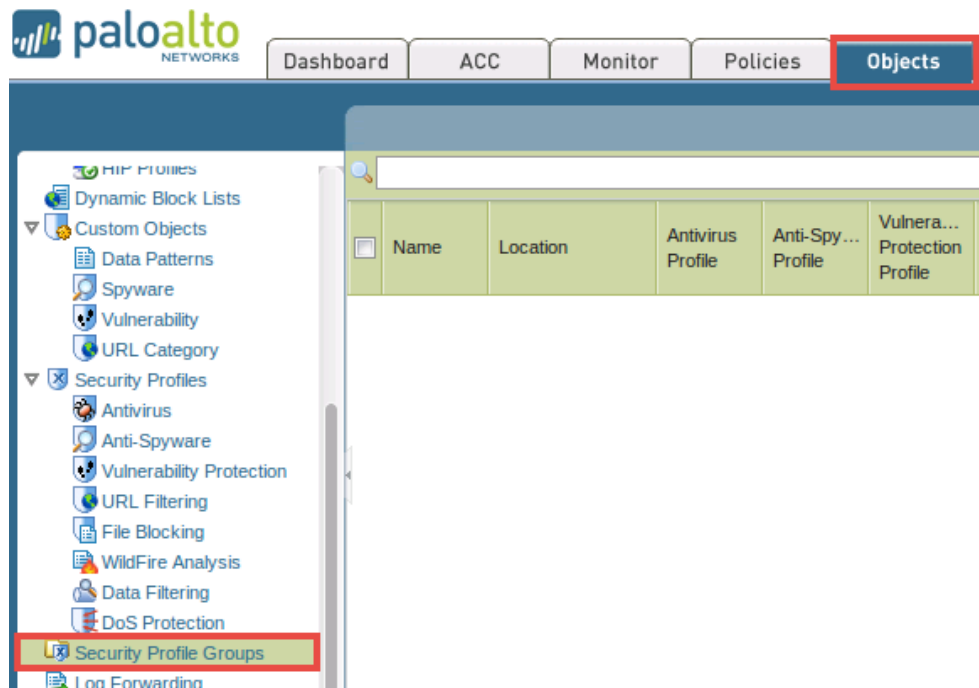 paloalto
NETWORKS
Dashboard
ACC
Monitor
Policies
Objects
HIP Profiles
Dynamic Block Lists
Custom Objects
Data Patterns
Spyware
Vulnerability
URL Category
Security Profiles
Antivirus
Anti-Spyware
Vulnerability Protection
URL Filtering
File Blocking
WildFire Analysis
Data Filtering
DoS Protection
Security Profile Groups
Log Forwarding
Name
Location
Antivirus
Profile
Anti-Spy...
Profile
Vulnera...
Protection
Profile